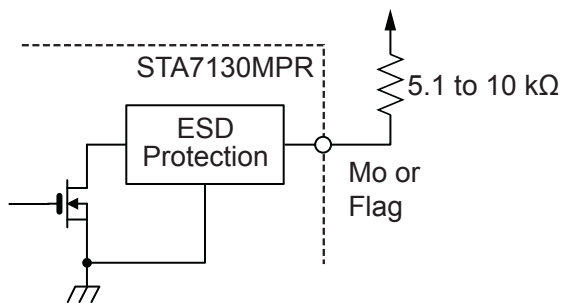 STA7130MPR
5.1 to 10 kΩ
ESD
Protection
Mo or
Flag